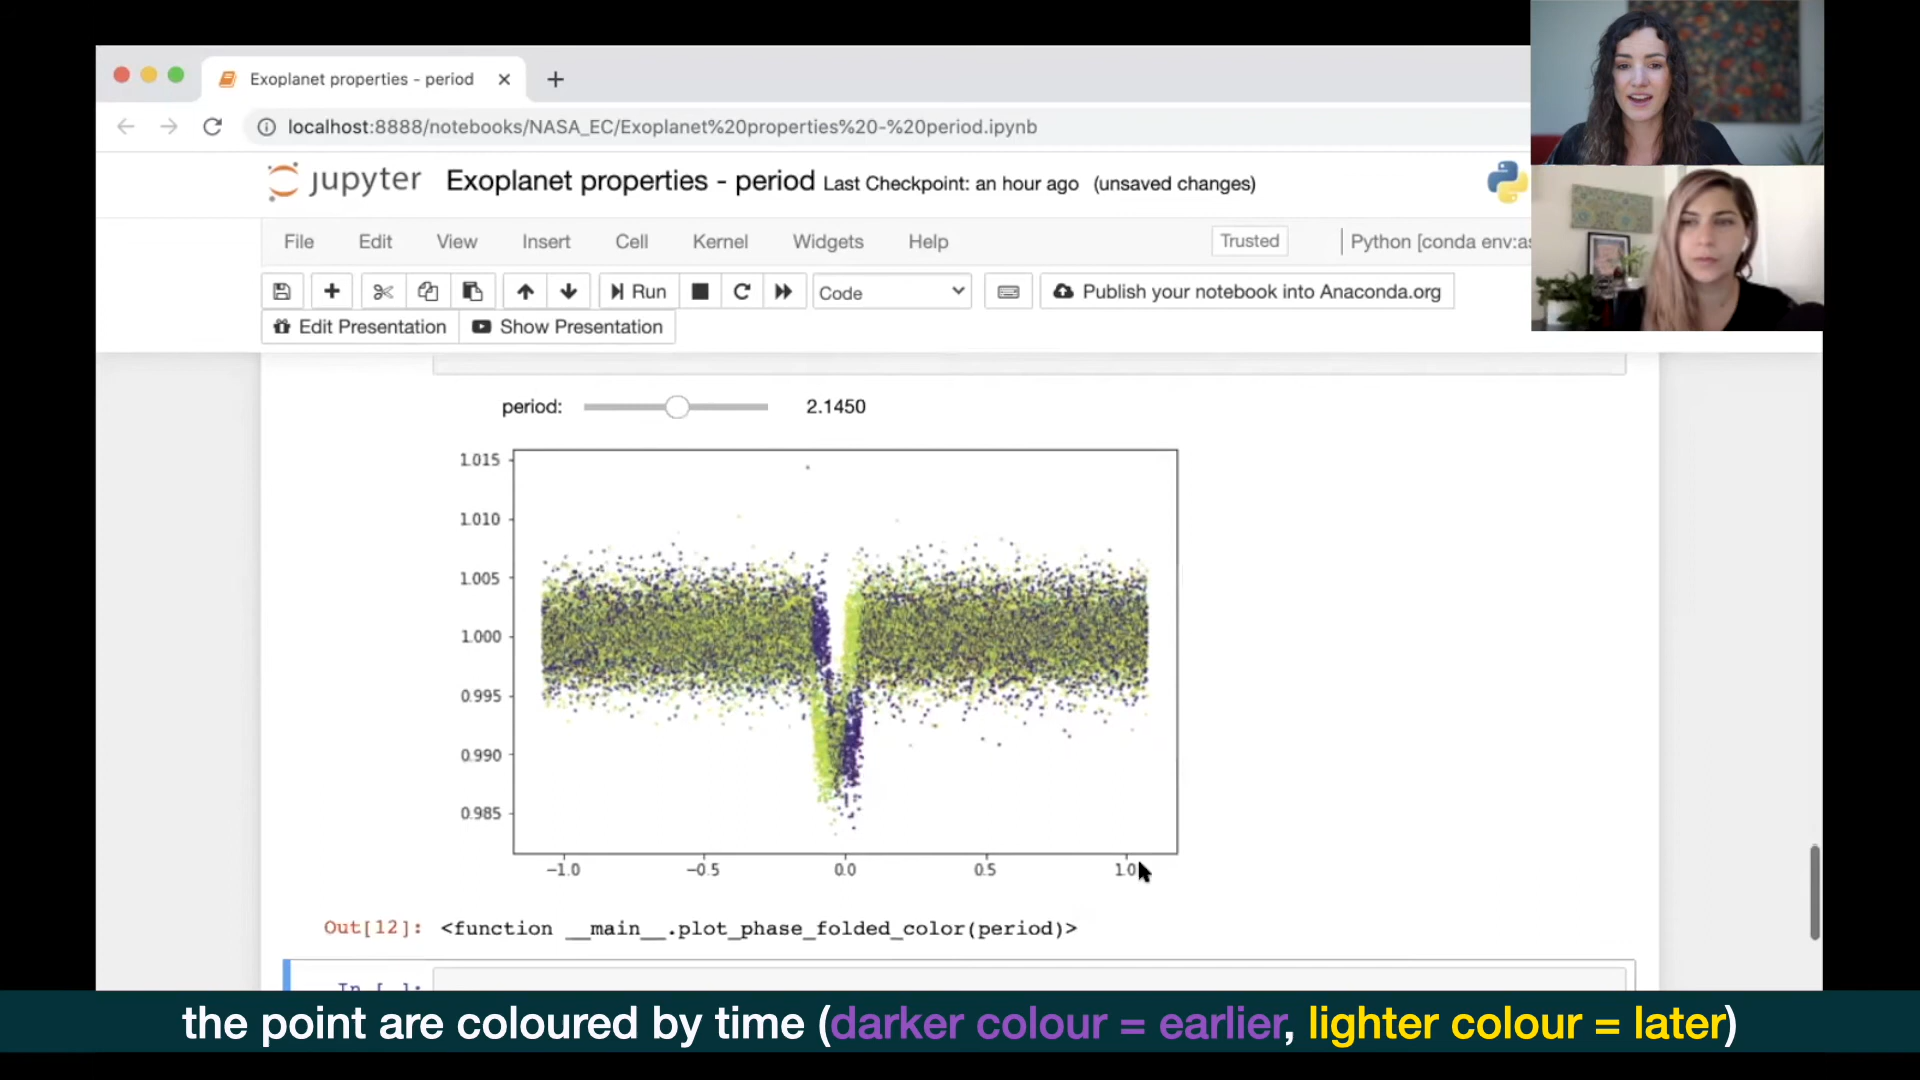 Exoplanet properties - period
localhost:8888/notebooks/NASA_EC/Exoplanet%20properties%20-%20period.ipynb
jupyter Exoplanet properties - period Last Checkpoint: an hour ago (unsaved changes)
File Edit View Insert Cell Kernel Widgets Help Trusted Python [conda env:as
Run Code Publish your notebook into Anaconda.org
Edit Presentation Show Presentation
period: 2.1450
1.015
1.010
1.005
1.000
0.995
0.990
0.985
−1.0 −0.5 0.0 0.5 1.0
Out[12]: <function __main__.plot_phase_folded_color(period)>
In [ ]:
the point are coloured by time (darker colour = earlier, lighter colour = later)